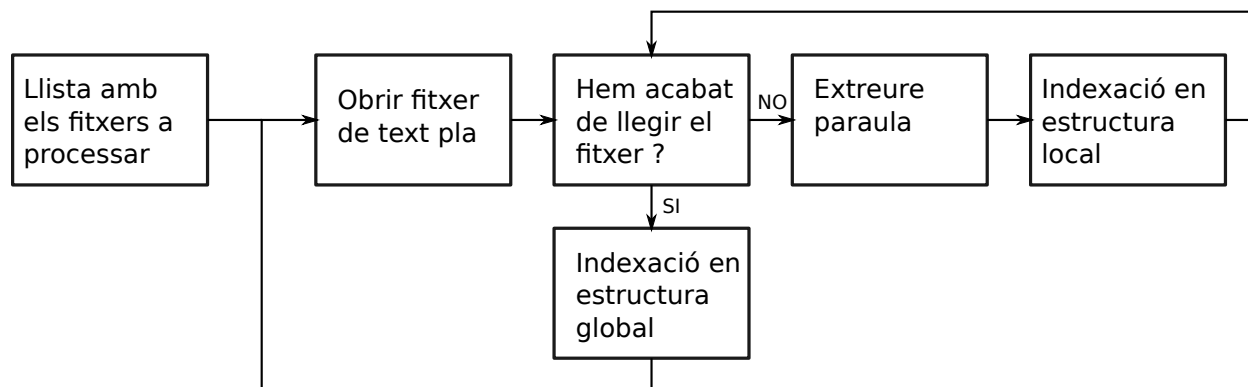 Llista amb
els fitxers a
processar
Obrir fitxer
de text pla
Hem acabat
de llegir el
fitxer ?
NO
Extreure
paraula
Indexació en
estructura
local
SI
Indexació en
estructura
global